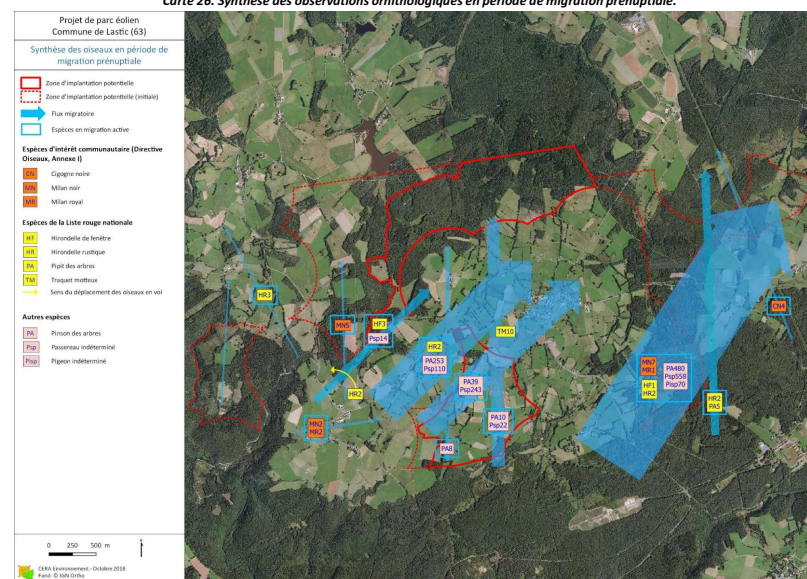 Carte 26. Synthèse des observations ornithologiques en période de migration prénuptiale.
Projet de parc éolien
Commune de Lastic (63)
Synthèse des oiseaux en période de
migration prénuptiale
Zone d'implantation potentielle
Zone d'implantation potentielle (initiale)
Flux migratoire
Espèces en migration active
Espèces d'intérêt communautaire (Directive
Oiseaux, Annexe I)
CN Cigogne noire
MN Milan noir
MR Milan royal
Espèces de la Liste rouge nationale
HF Hirondelle de fenêtre
HR Hirondelle rustique
PA Pipit des arbres
TM Traquet motteux
Sens du déplacement des oiseaux en vol
Autres espèces
PA Pinson des arbres
Psp Passereau indéterminé
Pisp Pigeon indéterminé
0 250 500 m
CERA Environnement - Octobre 2018
Fond: © IGN Ortho
HR3
MN5
HF3
Psp14
HR2
MN2
MR2
HR2
PA253
Psp110
PA39
Psp243
TM10
PA10
Psp22
PA8
MN7
MR1
HF1
HR2
PA480
Psp558
Pisp70
HR2
PA5
CN4